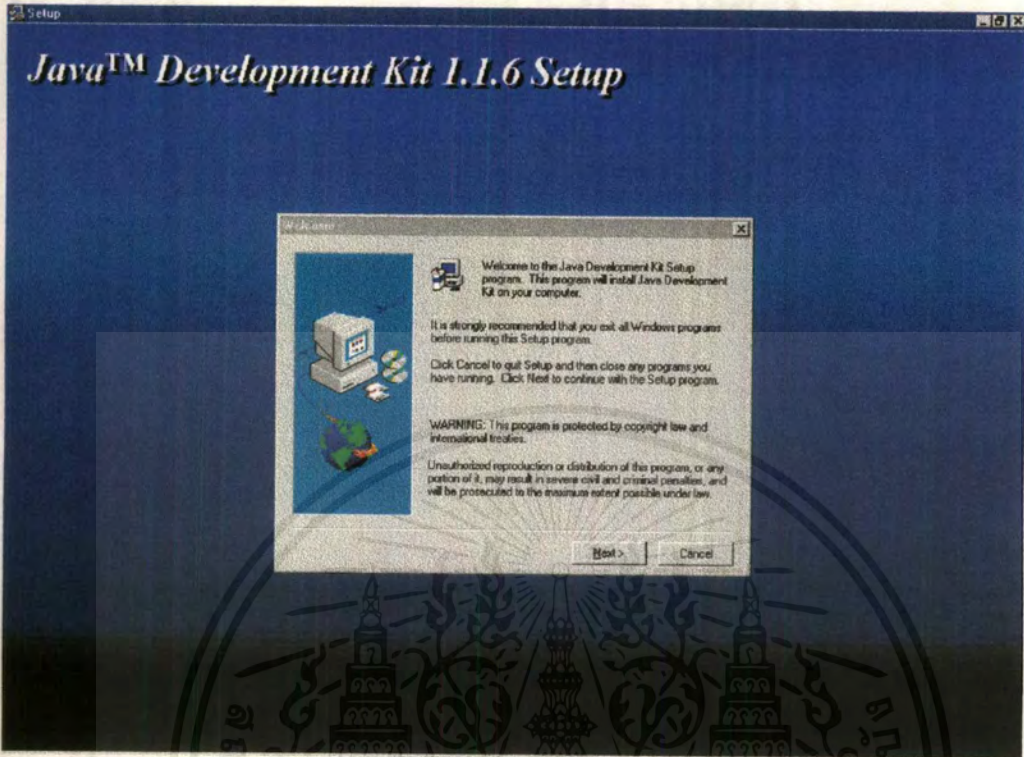 Setup
Java™ Development Kit 1.1.6 Setup
Welcome
Welcome to the Java Development Kit Setup
program. This program will install Java Development
Kit on your computer.
It is strongly recommended that you exit all Windows programs
before running this Setup program.
Click Cancel to quit Setup and then close any programs you
have running. Click Next to continue with the Setup program.
WARNING: This program is protected by copyright law and
international treaties.
Unauthorized reproduction or distribution of this program, or any
portion of it, may result in severe civil and criminal penalties, and
will be prosecuted to the maximum extent possible under law.
Next >
Cancel